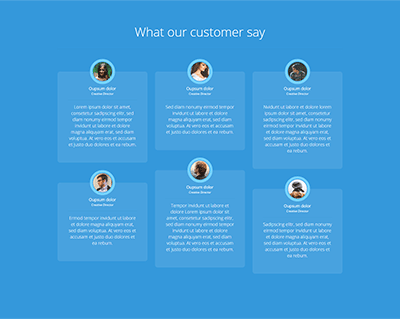 What our customer say
Oupsum dolor
Creative Director
Lorem ipsum dolor sit amet,
consetetur sadipscing elitr,
sed diam nonumy eirmod
tempor invidunt ut labore et
dolore magna aliquyam erat,
sed diam voluptua. At vero
eos et accusam et justo duo
dolores et ea rebum.
Oupsum dolor
Creative Director
Sed diam nonumy eirmod tempor
invidunt ut labore et dolore
magna aliquyam erat, sed diam
voluptua. At vero eos et accusam
et justo duo dolores et ea rebum.
Oupsum dolor
Creative Director
Nvidunt ut labore et dolore lorem
ipsum dolor sit amet, consetetur
sadipscing elitr, sed diam nonumy
eirmod tempor invidunt ut labore
et dolore magna aliquyam erat,
sed diam voluptua. At vero eos et
accusam et justo duo dolores et
ea rebum.
Oupsum dolor
Creative Director
Eirmod tempor invidunt ut labore
et dolore magna aliquyam erat,
sed diam voluptua. At vero eos et
accusam et justo duo dolores et
ea rebum.
Oupsum dolor
Creative Director
Tempor invidunt ut labore et
dolore Lorem ipsum dolor sit
amet, consetetur sadipscing elitr,
sed diam nonumy eirmod tempor
invidunt ut labore et dolore
magna aliquyam erat, sed diam
voluptua. At vero eos et accusam
et justo duo dolores et ea rebum.
Oupsum dolor
Creative Director
Sadipscing elitr, sed diam nonumy
eirmod tempor invidunt ut labore
et dolore magna aliquyam erat,
sed diam voluptua. At vero eos et
accusam et justo duo dolores et
ea rebum.